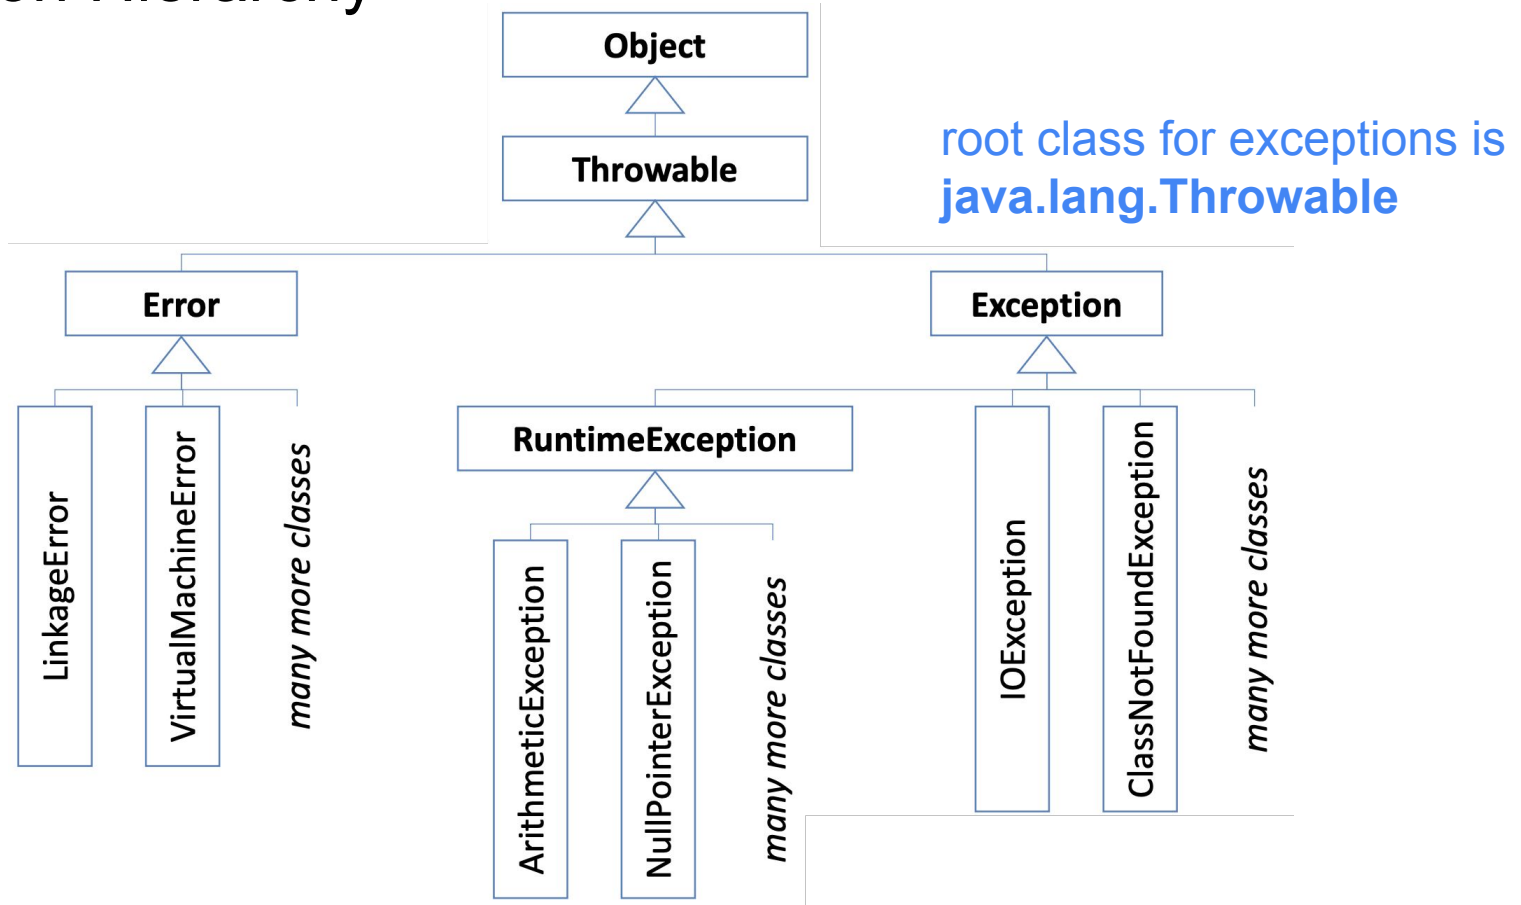 Object
Throwable
root class for exceptions is
java.lang.Throwable
Error
Exception
LinkageError
VirtualMachineError
many more classes
RuntimeException
ArithmeticException
NullPointerException
many more classes
IOException
ClassNotFoundException
many more classes